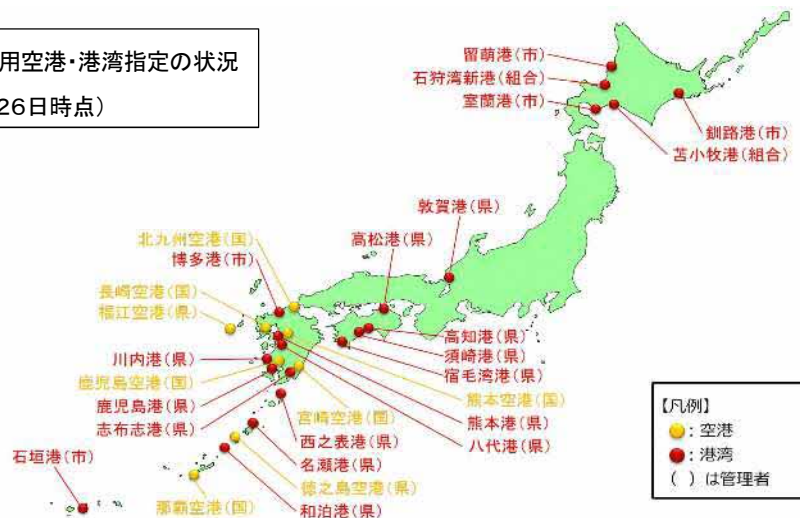 用空港・港湾指定の状況
26日時点）
留萌港(市)
石狩湾新港(組合)
室蘭港(市)
釧路港(市)
苫小牧港(組合)
敦賀港(県)
高松港(県)
北九州空港(国)
博多港(市)
長崎空港(国)
福江空港(県)
高知港(県)
須崎港(県)
宿毛湾港(県)
川内港(県)
鹿児島空港(国)
鹿児島港(県)
志布志港(県)
熊本空港(国)
宮崎空港(国)
熊本港(県)
西之表港(県)
八代港(県)
名瀬港(県)
徳之島空港(県)
石垣港(市)
那覇空港(国)
和泊港(県)
【凡例】
：空港
：港湾
( )は管理者